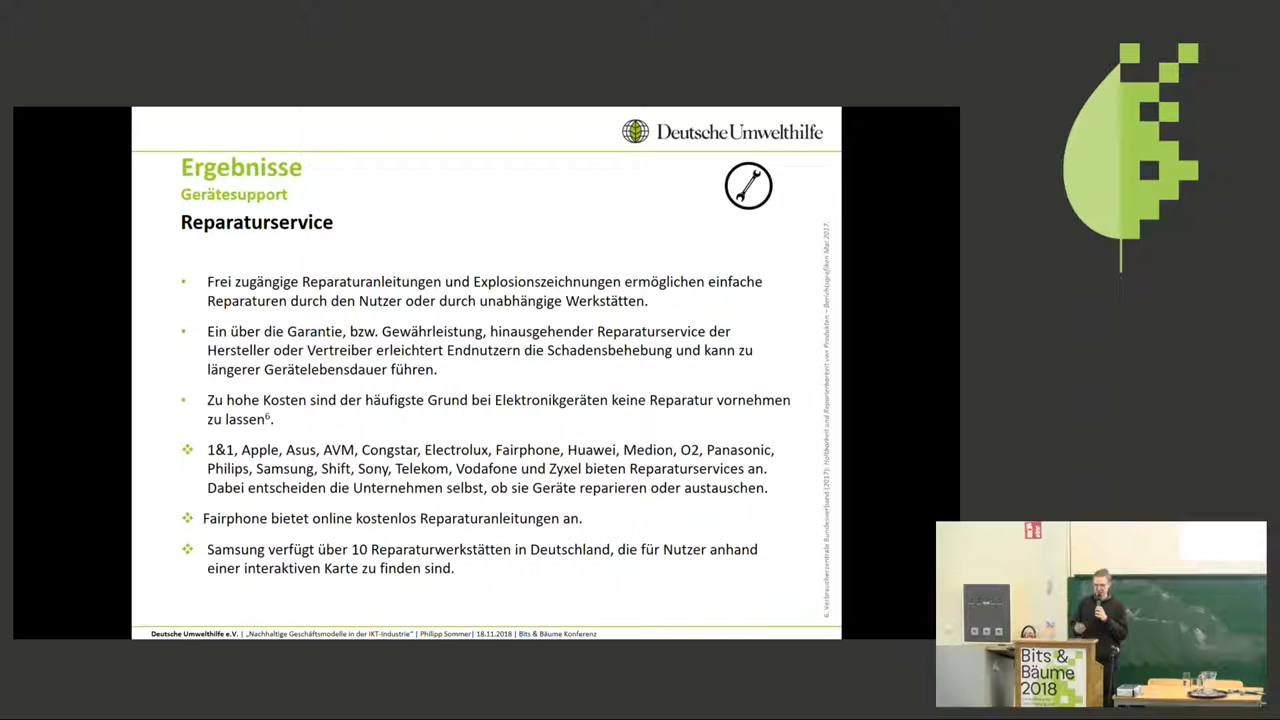 Deutsche Umwelthilfe
Ergebnisse
Gerätesupport
Reparaturservice
• Frei zugängige Reparaturanleitungen und Explosionszeichnungen ermöglichen einfache
Reparaturen durch den Nutzer oder durch unabhängige Werkstätten.
• Ein über die Garantie, bzw. Gewährleistung, hinausgehender Reparaturservice der
Hersteller oder Vertreiber erleichtert Endnutzern die Schadensbehebung und kann zu
längerer Gerätelebensdauer führen.
• Zu hohe Kosten sind der häufigste Grund bei Elektronikgeräten keine Reparatur vornehmen
zu lassen⁶.
❖ 1&1, Apple, Asus, AVM, Congstar, Electrolux, Fairphone, Huawei, Medion, O2, Panasonic,
Philips, Samsung, Shift, Sony, Telekom, Vodafone und Zyxel bieten Reparaturservices an.
Dabei entscheiden die Unternehmen selbst, ob sie Geräte reparieren oder austauschen.
❖ Fairphone bietet online kostenlos Reparaturanleitungen an.
❖ Samsung verfügt über 10 Reparaturwerkstätten in Deutschland, die für Nutzer anhand
einer interaktiven Karte zu finden sind.
6. Verbraucherzentrale Bundesverband (2017): Haltbarkeit und Reparierbarkeit von Produkten – Berichtsgrafiken Mai 2017.
Deutsche Umwelthilfe e.V. | „Nachhaltige Geschäftsmodelle in der IKT-Industrie“ | Philipp Sommer| 18.11.2018 | Bits & Bäume Konferenz
Bits &
Bäume
2018